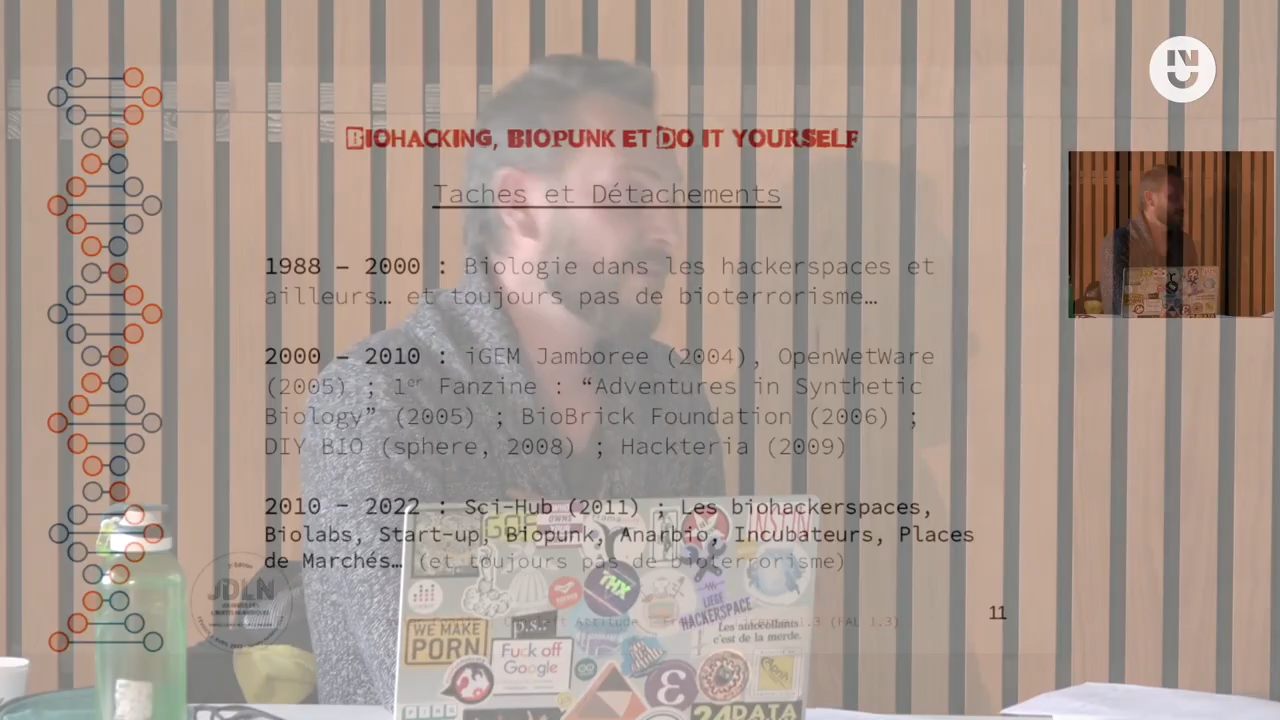 BIOHACKING, BIOPUNK ET DO IT YOURSELF
Taches et Détachements
1988 – 2000 : Biologie dans les hackerspaces et
ailleurs… et toujours pas de bioterrorisme…
2000 – 2010 : iGEM Jamboree (2004), OpenWetWare
(2005) ; 1er Fanzine : “Adventures in Synthetic
Biology” (2005) ; BioBrick Foundation (2006) ;
DIY BIO (sphere, 2008) ; Hackteria (2009)
2010 – 2022 : Sci-Hub (2011) ; Les biohackerspaces,
Biolabs, Start-up, Biopunk, Anarbio, Incubateurs, Places
de Marchés… (et toujours pas de bioterrorisme)
11
JDLN
THX
LIEGE
HACKERSPACE
Les autocollants
c'est de la merde.
WE MAKE
PORN
p.s.:
Fuck off
Google
24DATA